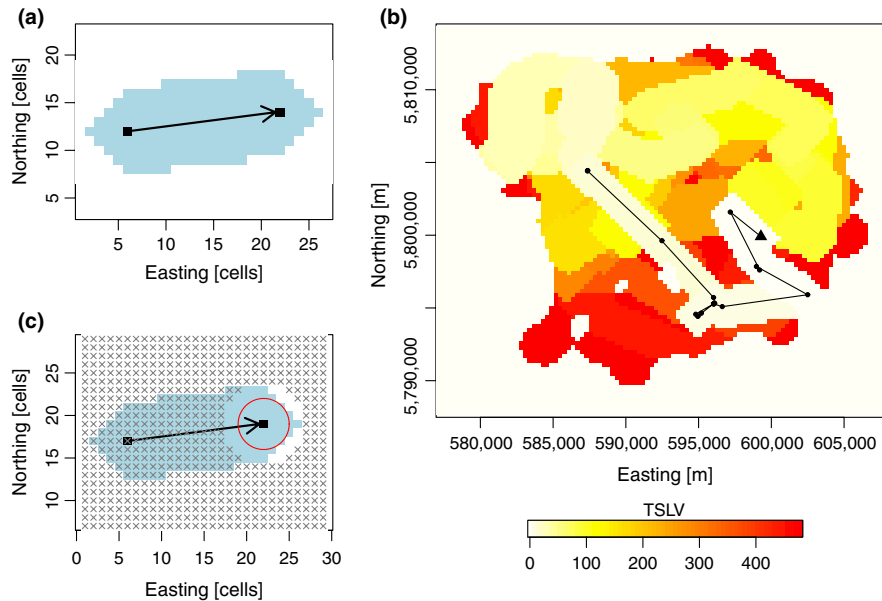 (a)
20
15
10
5
Northing [cells]
5 10 15 20 25
Easting [cells]
(b)
5,810,000
5,800,000
5,790,000
Northing [m]
580,000 585,000 590,000 595,000 600,000 605,000
Easting [m]
(c)
30
25
20
15
10
Northing [cells]
0 5 10 15 20 25 30
Easting [cells]
TSLV
0 100 200 300 400